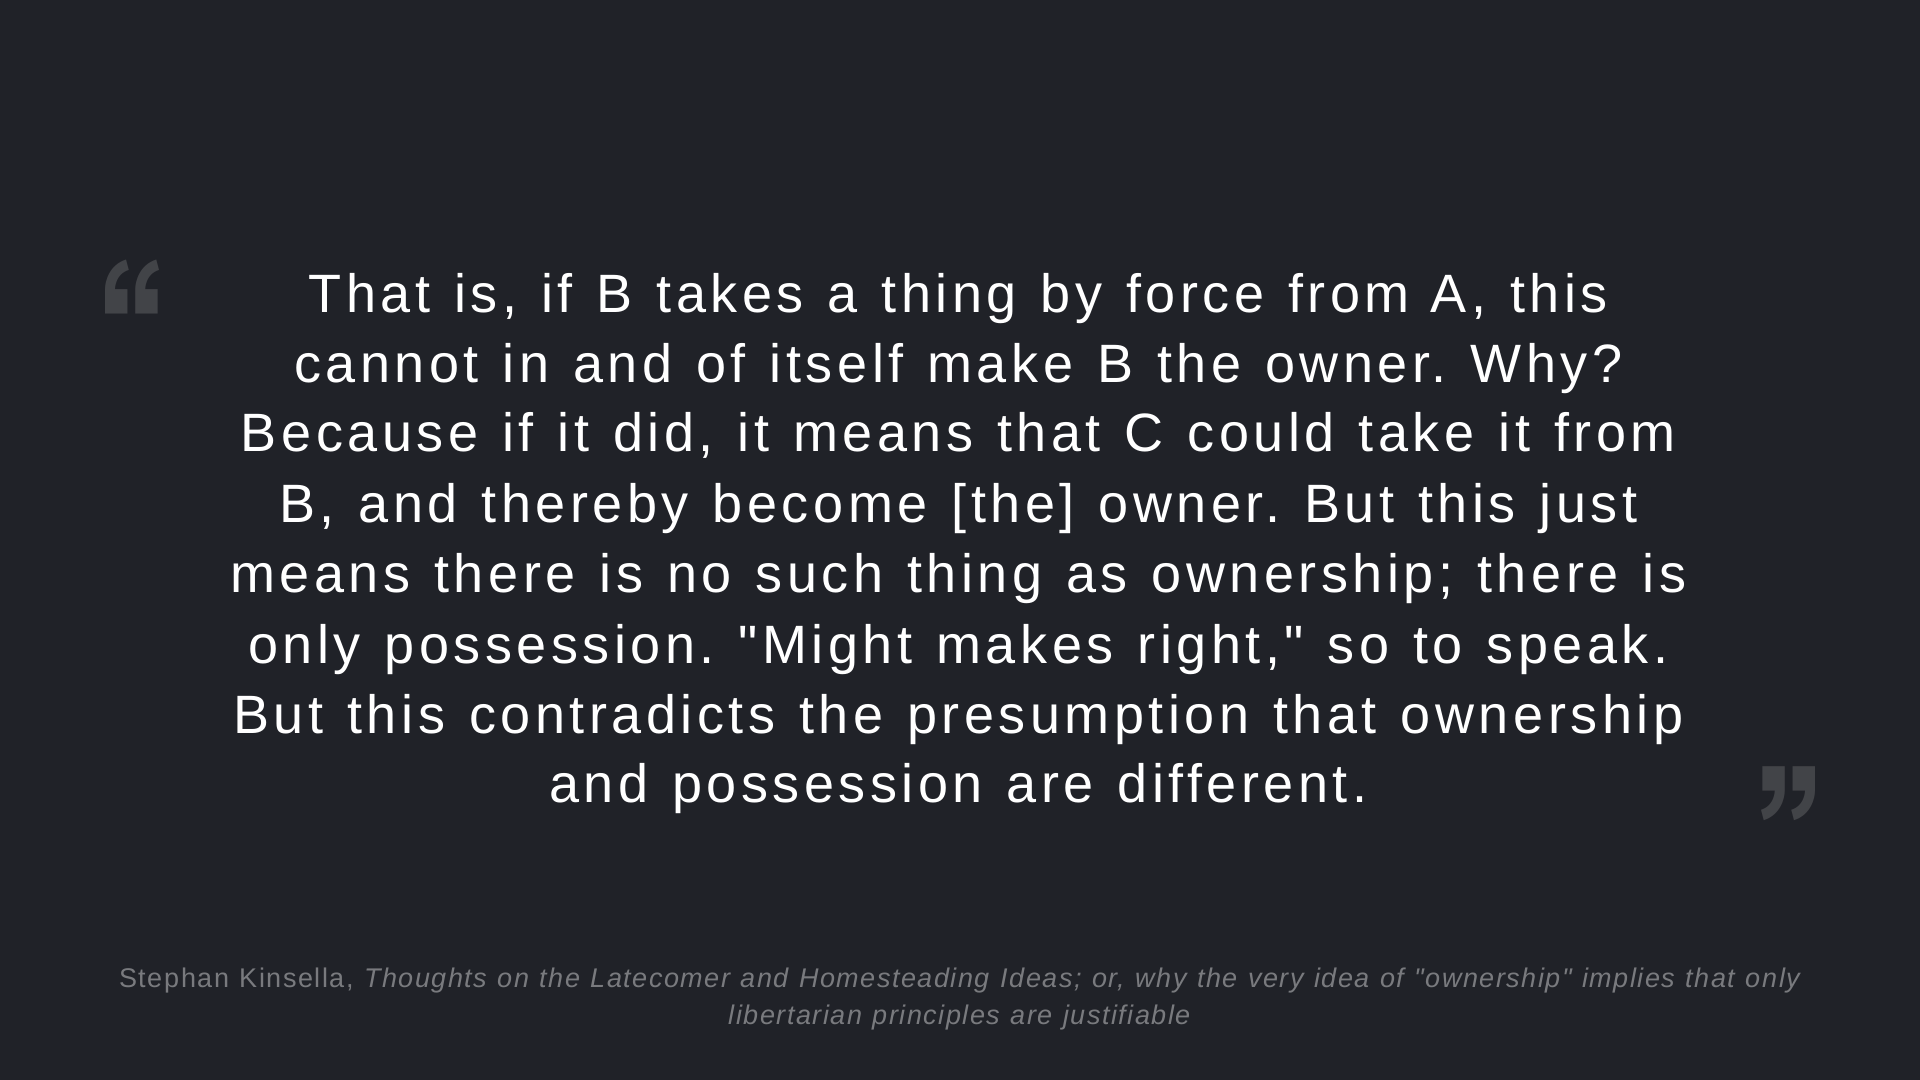 “
That is, if B takes a thing by force from A, this
cannot in and of itself make B the owner. Why?
Because if it did, it means that C could take it from
B, and thereby become [the] owner. But this just
means there is no such thing as ownership; there is
only possession. "Might makes right," so to speak.
But this contradicts the presumption that ownership
and possession are different.
”
Stephan Kinsella, Thoughts on the Latecomer and Homesteading Ideas; or, why the very idea of "ownership" implies that only
libertarian principles are justifiable